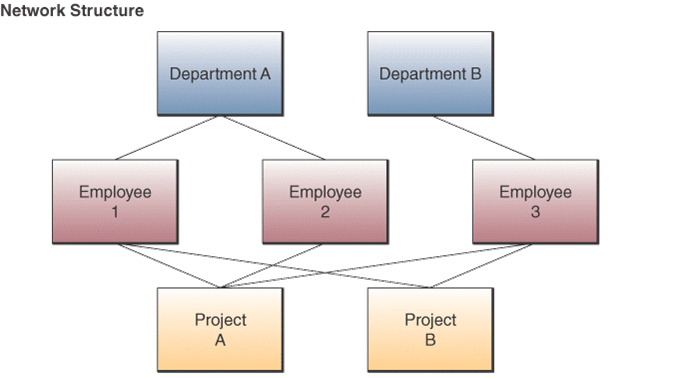 Network Structure
Department A
Department B
Employee
1
Employee
2
Employee
3
Project
A
Project
B